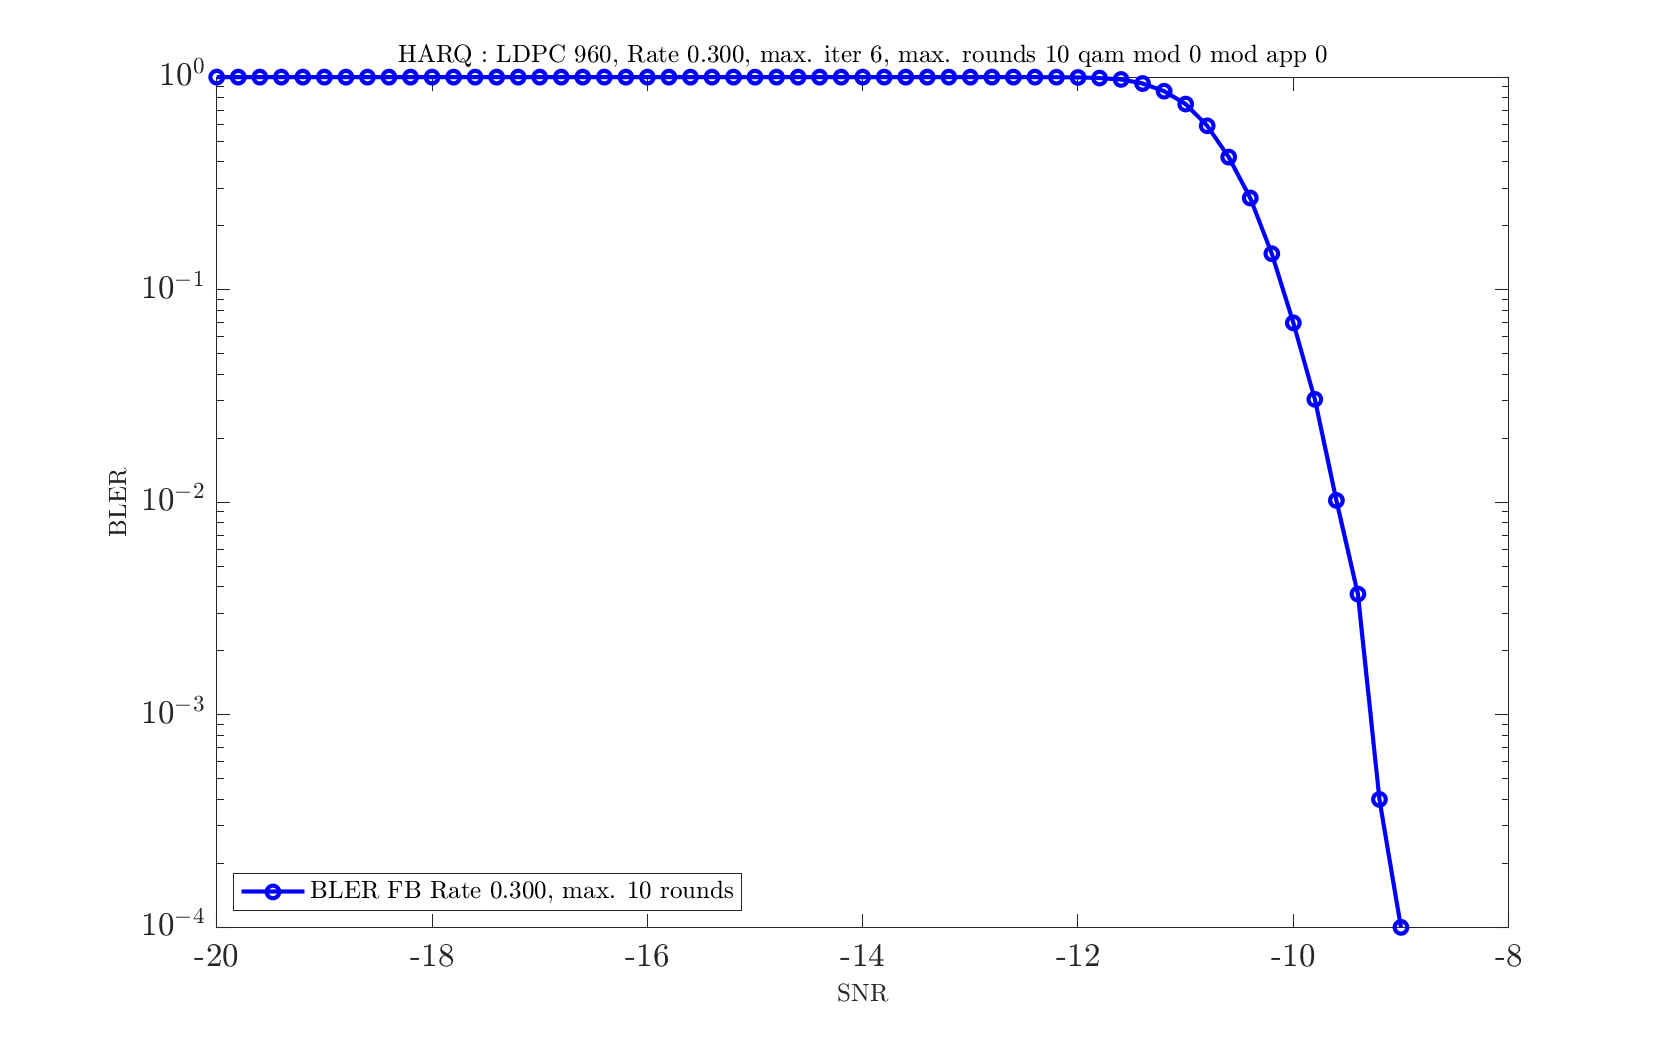 HARQ : LDPC 960, Rate 0.300, max. iter 6, max. rounds 10 qam mod 0 mod app 0
10^0
10^{-1}
10^{-2}
10^{-3}
10^{-4}
BLER
BLER FB Rate 0.300, max. 10 rounds
-20 -18 -16 -14 -12 -10 -8
SNR